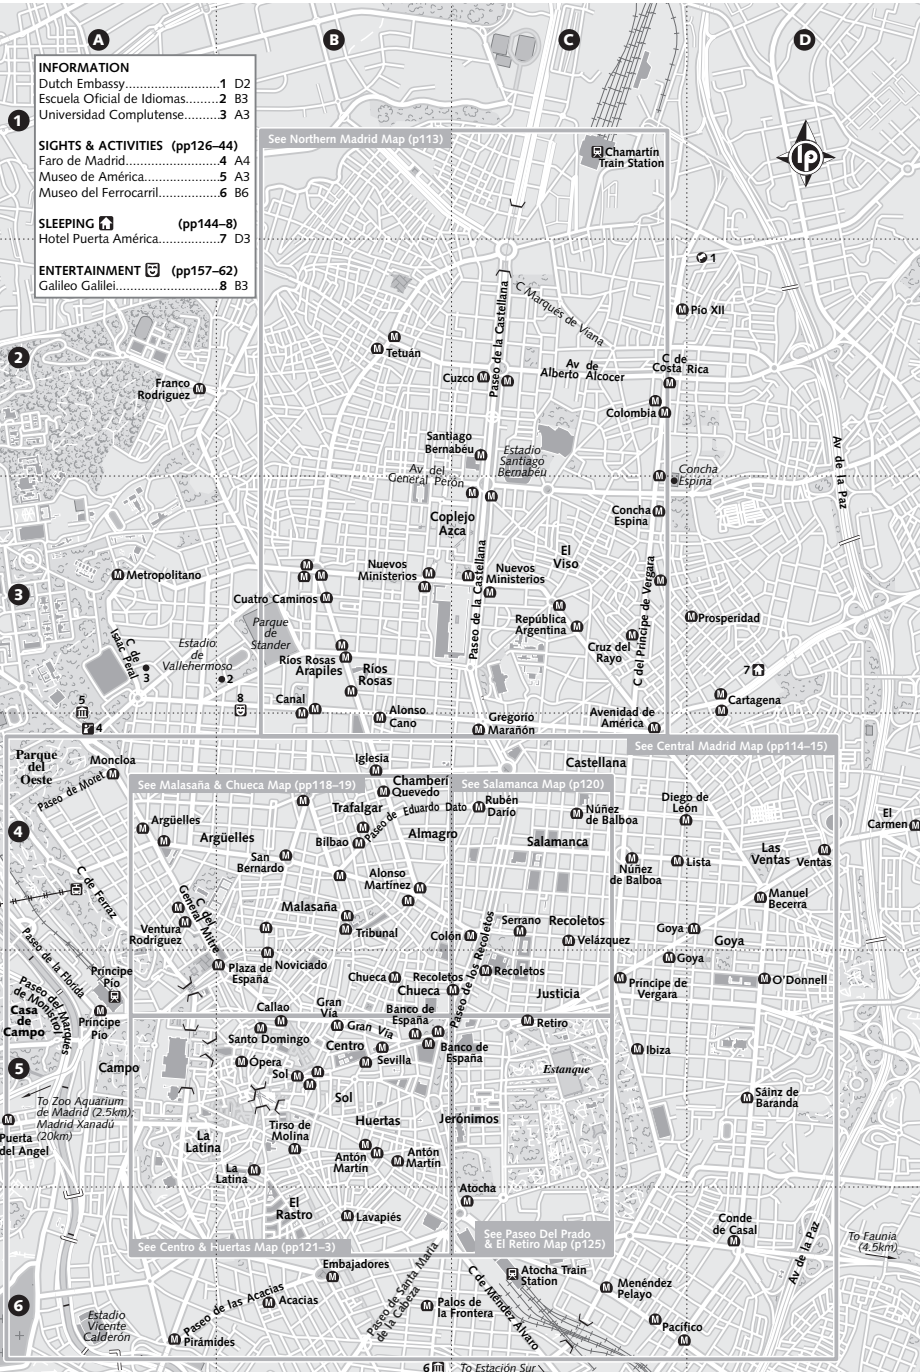 A
B
C
D
1
2
3
4
5
6
INFORMATION
Dutch Embassy............................1 D2
Escuela Oficial de Idiomas.........2 B3
Universidad Complutense.........3 A3
SIGHTS & ACTIVITIES (pp126–44)
Faro de Madrid...........................4 A4
Museo de América......................5 A3
Museo del Ferrocarril..................6 B6
SLEEPING (pp144–8)
Hotel Puerta América.................7 D3
ENTERTAINMENT (pp157–62)
Galileo Galilei..............................8 B3
See Northern Madrid Map (p113)
Chamartín
Train Station
lp
1
Pío XII
C Marqués de Viana
Paseo de la Castellana
Tetuán
Cuzco
Av de
Alberto Alcocer
C de
Costa Rica
Colombia
Franco
Rodríguez
Santiago
Bernabéu
Estadio
Santiago
Bernabéu
Av del
General Perón
Concha
Espina
Av de la Paz
Coplejo
Azca
Concha
Espina
El
Viso
Metropolitano
Nuevos
Ministerios
Nuevos
Ministerios
Cuatro Caminos
Paseo de la Castellana
C del Príncipe de Vergara
República
Argentina
Prosperidad
Parque
de
Stander
Cruz del
Rayo
C de
Isaac Peral
Estadio
de
Vallehermoso
3
2
Ríos Rosas
Arapiles
Ríos
Rosas
7
Cartagena
5
4
8
Canal
Alonso
Cano
Gregorio
Marañón
Avenida de
América
See Central Madrid Map (pp114–15)
Parque
del
Oeste
Moncloa
Paseo de Moret
Iglesia
Castellana
See Malasaña & Chueca Map (pp118–19)
See Salamanca Map (p120)
Chamberí
Quevedo
Trafalgar
Paseo de Eduardo Dato
Rubén
Darío
Núñez
de Balboa
Diego de
León
El
Carmen
Argüelles
Argüelles
Bilbao
Almagro
Salamanca
San
Bernardo
Núñez
de Balboa
Lista
Las
Ventas
Ventas
Alonso
Martínez
Manuel
Becerra
C de Ferraz
C del
General Mitre
Malasaña
Tribunal
Ventura
Rodríguez
Colón
Serrano
Recoletos
Velázquez
Goya
Goya
Goya
Paseo de la Florida
Paseo del Marqués
de Monistrol
Plaza de
España
Noviciado
Chueca
Recoletos
Chueca
Paseo de los Recoletos
Recoletos
Justicia
Príncipe de
Vergara
O'Donnell
Príncipe
Pío
Príncipe
Pío
Casa
de
Campo
Callao
Gran
Vía
Banco de
España
Santo Domingo
Gran Vía
Centro
Retiro
Banco de
España
Ibiza
Campo
Ópera
Sevilla
Sol
Sol
Estanque
To Zoo Aquarium
de Madrid (2.5km);
Madrid Xanadú
(20km)
Puerta
del Angel
Sáinz de
Baranda
Huertas
Jerónimos
Tirso de
Molina
La
Latina
Antón
Martín
Antón
Martín
La
Latina
Atocha
El
Rastro
Lavapiés
Conde
de Casal
See Centro & Huertas Map (pp121–3)
See Paseo Del Prado
& El Retiro Map (p125)
Av de la Paz
To Faunia
(4.5km)
Embajadores
Paseo de Santa María
de la Cabeza
C de Méndez Álvaro
Atocha Train
Station
Menéndez
Pelayo
Paseo de las Acacias
Acacias
Palos de
la Frontera
Pacífico
Estadio
Vicente
Calderón
Pirámides
6
To Estación Sur